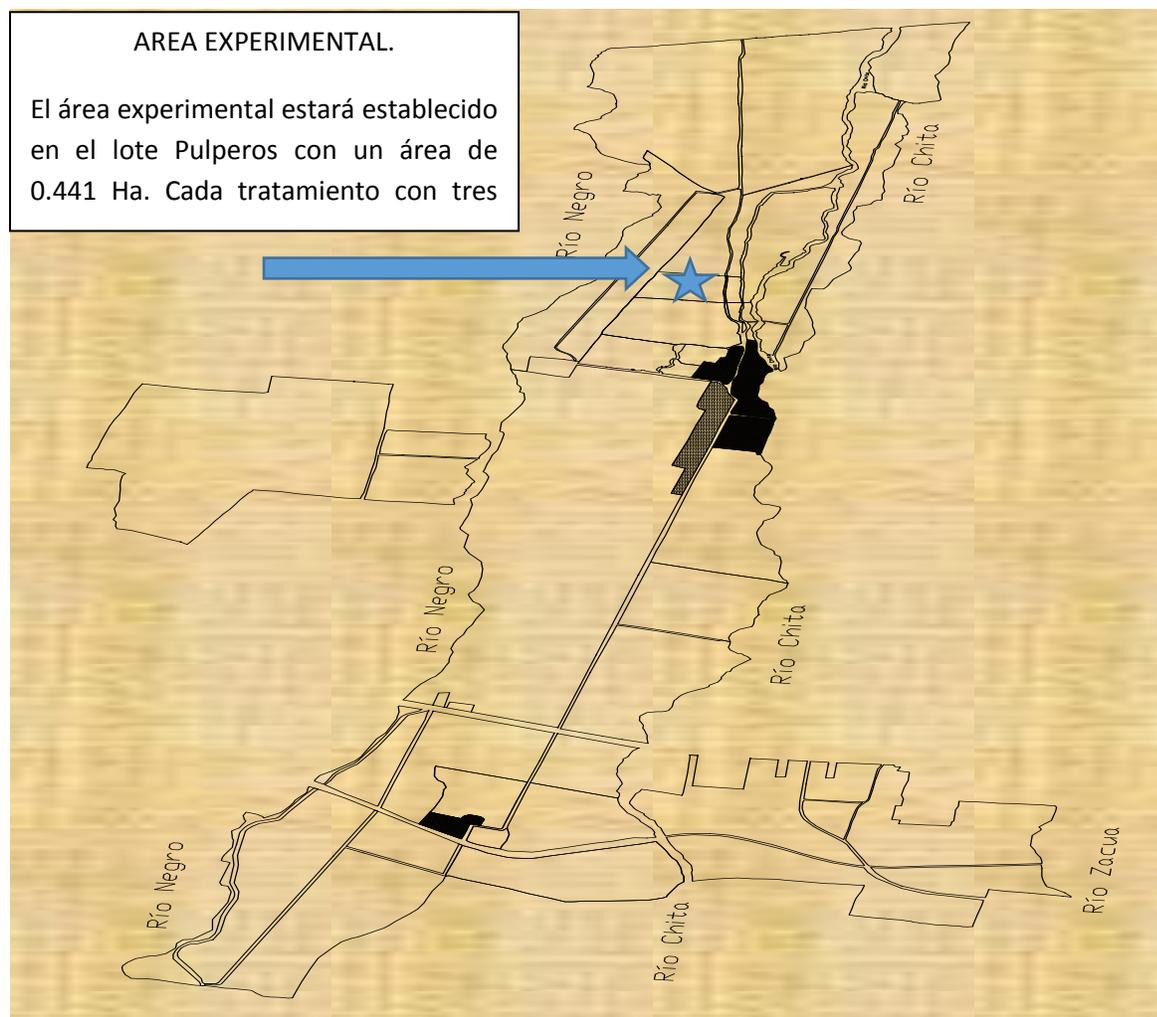 AREA EXPERIMENTAL.
El área experimental estará establecido
en el lote Pulperos con un área de
0.441 Ha. Cada tratamiento con tres
Río Chita
Río Negro
Río Negro
Río Chita
Río Negro
Río Chita
Río Zacua